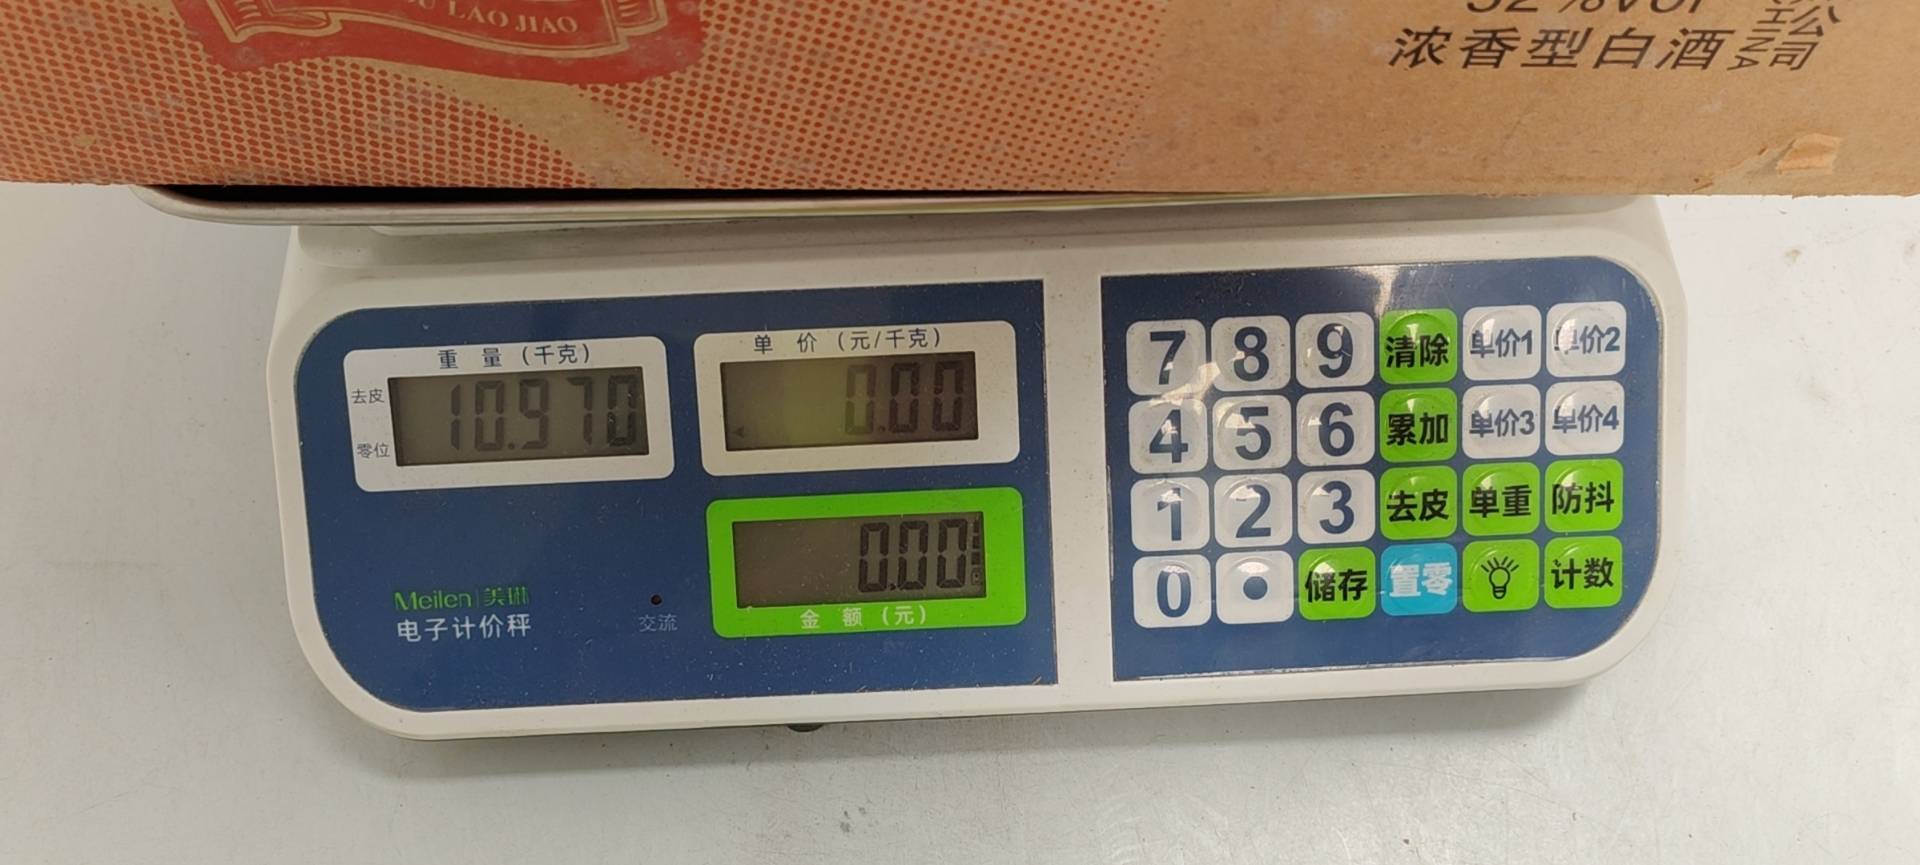 LAO JIAO
浓香型白酒
公司
重 量 (千克)
去皮
零位
10.970
单 价 (元/千克)
0.00
0.00
金 额 (元)
Meilen 美琳
电子计价秤
交流
7 8 9 清除 单价1 单价2
4 5 6 累加 单价3 单价4
1 2 3 去皮 单重 防抖
0 • 储存 置零 计数